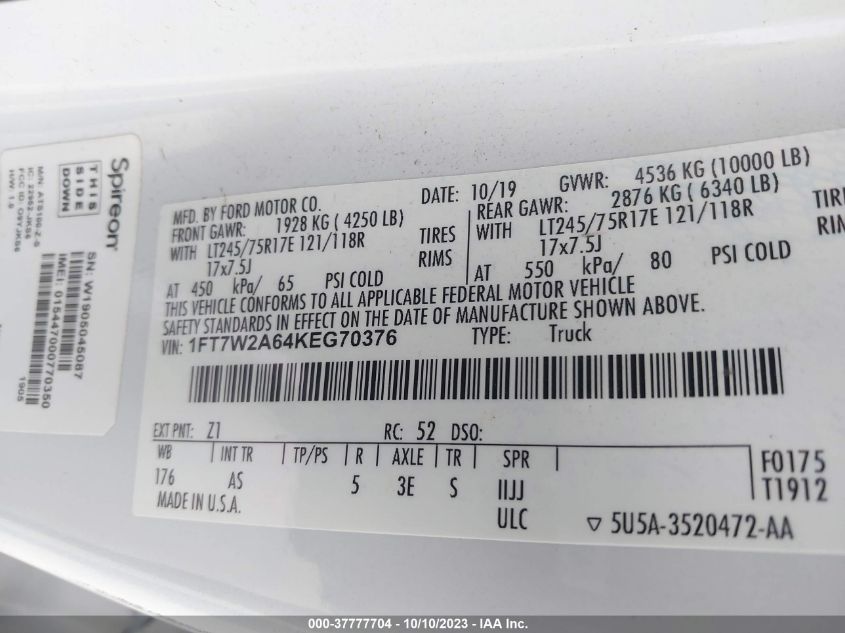 Spireon
THIS
SIDE
DOWN
SN: W1905045087
IMEI: 015447000770350
1905
MFD. BY FORD MOTOR CO.
DATE: 10/19
GVWR: 4536 KG (10000 LB)
FRONT GAWR: 1928 KG ( 4250 LB)
REAR GAWR: 2876 KG ( 6340 LB)
WITH LT245/75R17E 121/118R TIRES
WITH LT245/75R17E 121/118R TIRE
17x7.5J RIMS
17x7.5J RIM
AT 450 kPa/ 65 PSI COLD
AT 550 kPa/ 80 PSI COLD
THIS VEHICLE CONFORMS TO ALL APPLICABLE FEDERAL MOTOR VEHICLE
SAFETY STANDARDS IN EFFECT ON THE DATE OF MANUFACTURE SHOWN ABOVE.
VIN: 1FT7W2A64KEG70376
TYPE: Truck
EXT PNT: Z1 RC: 52 DSO:
WB INT TR TP/PS R AXLE TR SPR
176 AS 5 3E S IIJJ
ULC
F0175
T1912
MADE IN U.S.A.
5U5A-3520472-AA
000-37777704 - 10/10/2023 - IAA Inc.